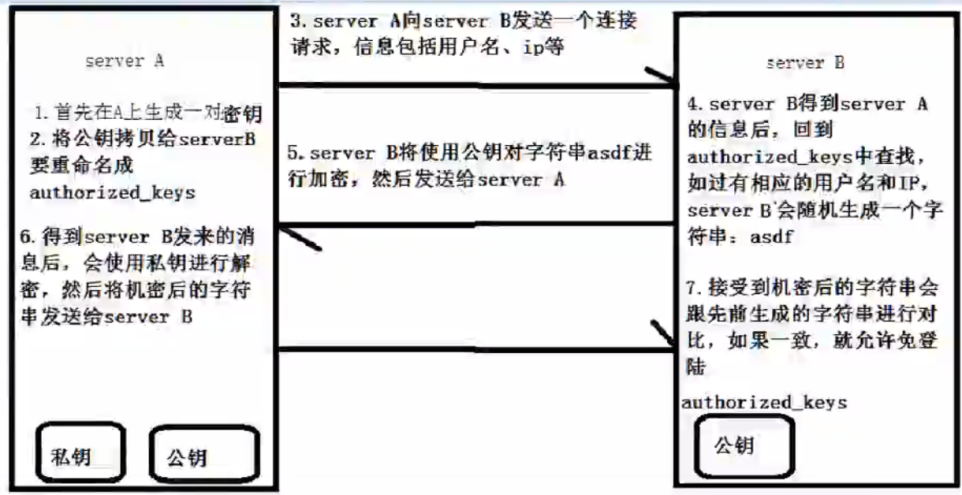 server A
1.首先在A上生成一对密钥
2.将公钥拷贝给serverB
要重命名成
authorized_keys
6.得到server B发来的消
息后，会使用私钥进行解
密，然后将机密后的字符
串发送给server B
私钥
公钥
3.server A向server B发送一个连接
请求，信息包括用户名、ip等
5.server B将使用公钥对字符串asdf进
行加密，然后发送给server A
server B
4.server B得到server A
的信息后，回到
authorized_keys中查找，
如过有相应的用户名和IP，
server B会随机生成一个字
符串：asdf
7.接受到机密后的字符串会
跟先前生成的字符串进行对
比，如果一致，就允许免登
陆
authorized_keys
公钥